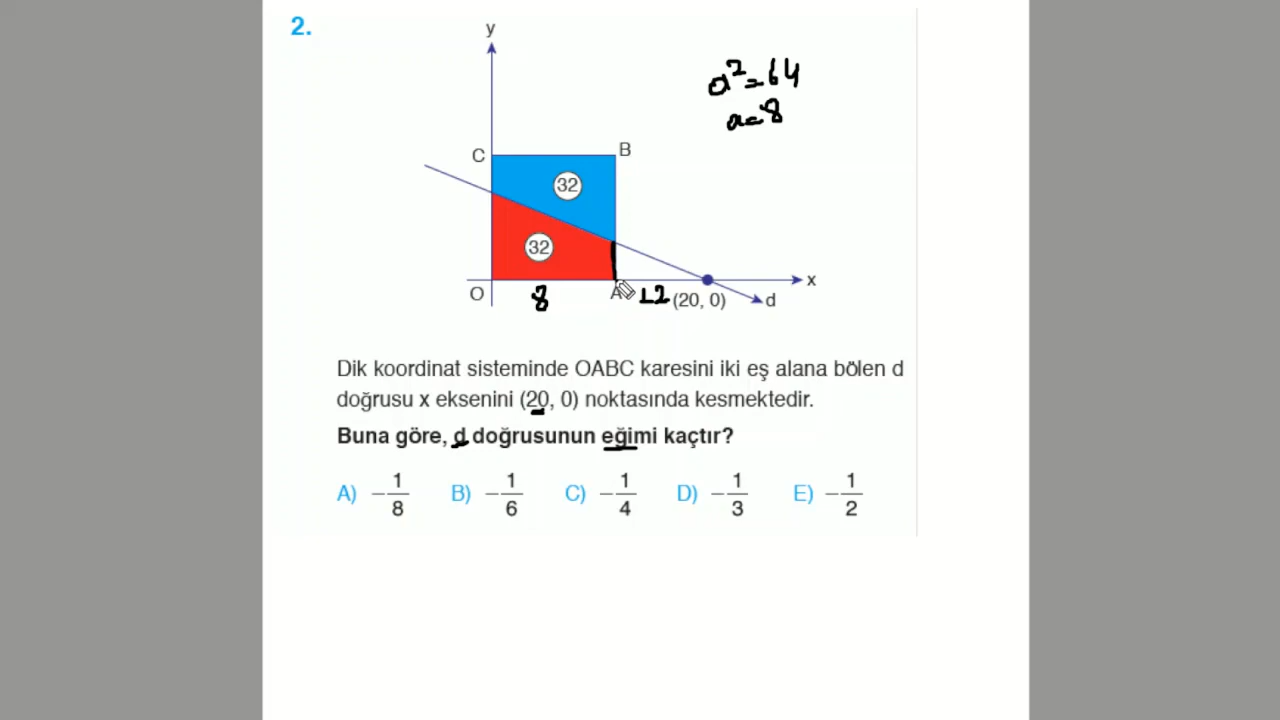 2.
y
a²=64
a=8
C
B
32
32
x
O
8
A
12
(20, 0)
d
Dik koordinat sisteminde OABC karesini iki eş alana bölen d
doğrusu x eksenini (20, 0) noktasında kesmektedir.
Buna göre, d doğrusunun eğimi kaçtır?
A) -1/8 B) -1/6 C) -1/4 D) -1/3 E) -1/2